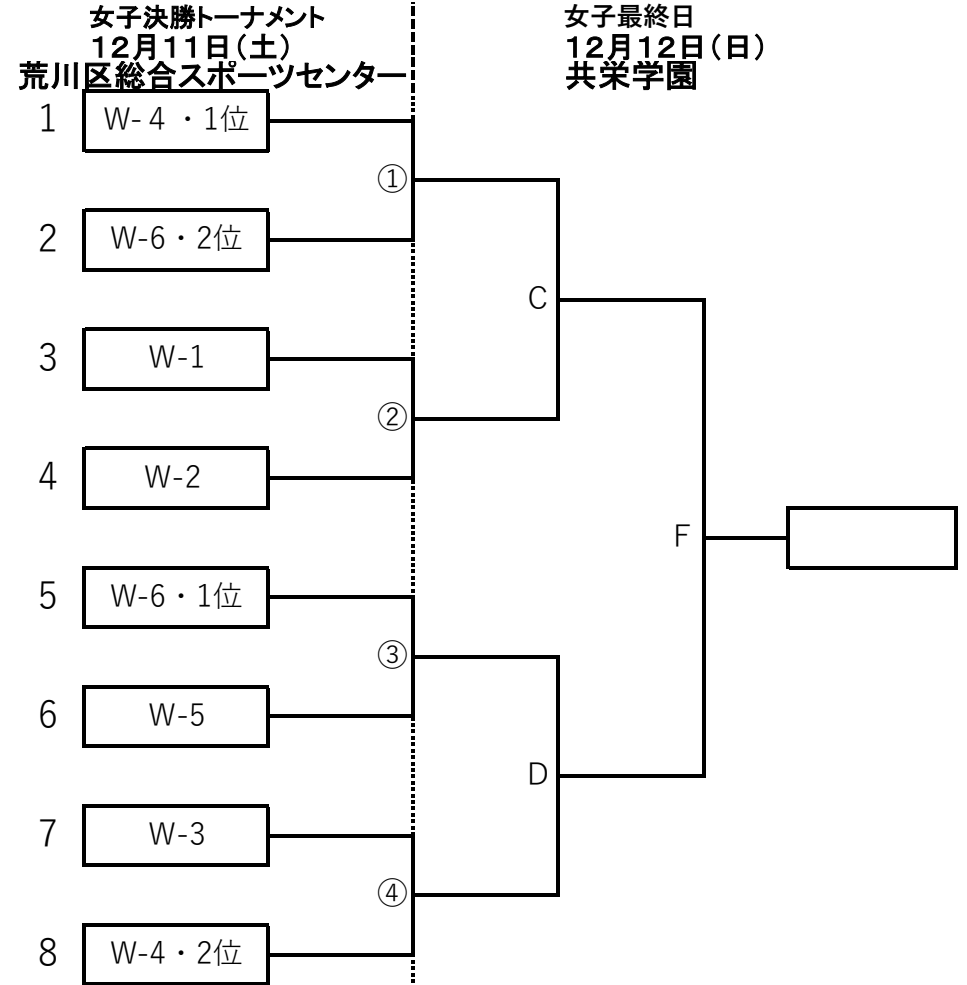 女子決勝トーナメント
１２月１１日（土）
荒川区総合スポーツセンター
女子最終日
１２月１２日（日）
共栄学園
1 W-４・1位
①
2 W-6・2位
C
3 W-1
②
4 W-2
F
5 W-6・1位
③
6 W-5
D
7 W-3
④
8 W-4・2位